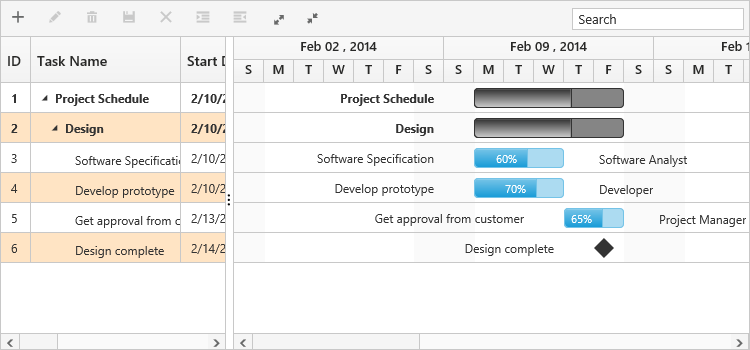 Search
ID Task Name Start D
Feb 02 , 2014 Feb 09 , 2014 Feb 1
S M T W T F S S M T W T F S S M T
1 Project Schedule 2/10/2
Project Schedule
2 Design 2/10/2
Design
3 Software Specificati 2/10/2
Software Specification 60% Software Analyst
4 Develop prototype 2/10/2
Develop prototype 70% Developer
5 Get approval from c 2/13/2
Get approval from customer 65% Project Manager
6 Design complete 2/14/2
Design complete